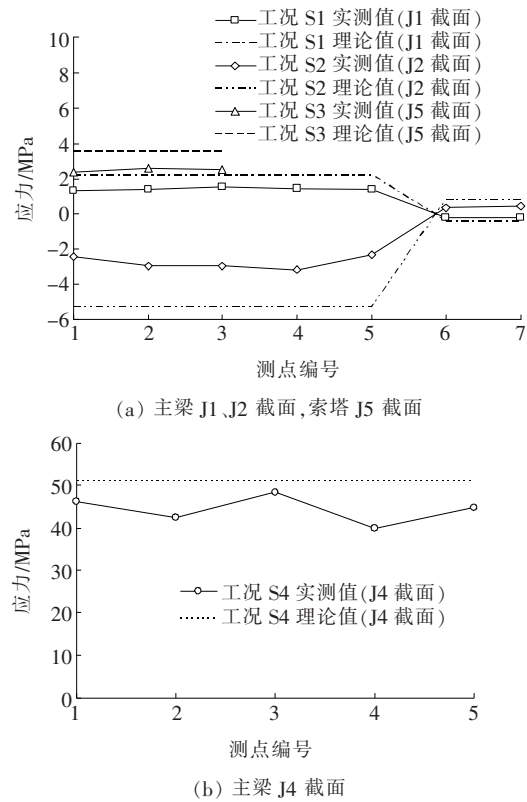 工况 S1 实测值(J1 截面)
工况 S1 理论值(J1 截面)
工况 S2 实测值(J2 截面)
工况 S2 理论值(J2 截面)
工况 S3 实测值(J5 截面)
工况 S3 理论值(J5 截面)
10
8
6
4
2
0
-2
-4
-6
应力/MPa
1 2 3 4 5 6 7
测点编号
(a) 主梁 J1、J2 截面,索塔 J5 截面
60
50
40
30
20
10
0
应力/MPa
工况 S4 实测值(J4 截面)
工况 S4 理论值(J4 截面)
1 2 3 4 5
测点编号
(b) 主梁 J4 截面